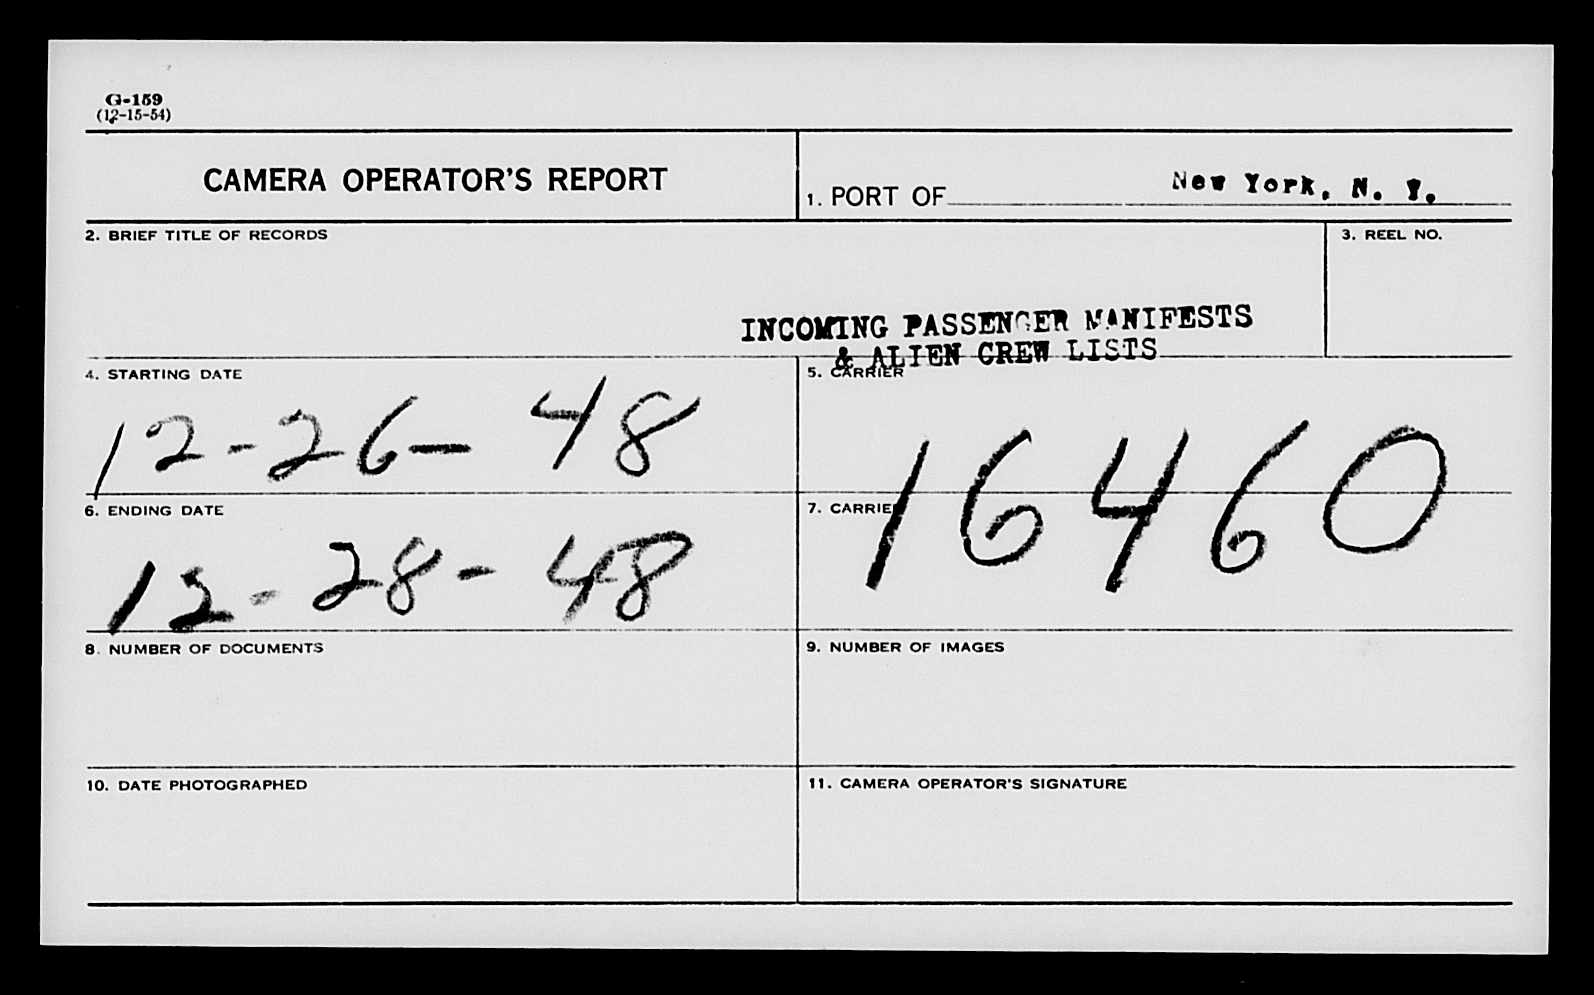 G-159
(12-15-54)
CAMERA OPERATOR'S REPORT
1. PORT OF New York, N. Y.
2. BRIEF TITLE OF RECORDS
3. REEL NO.
INCOMING PASSENGER MANIFESTS
& ALIEN CREW LISTS
4. STARTING DATE
12-26-48
5. CARRIER
16460
6. ENDING DATE
12-28-48
7. CARRIER
8. NUMBER OF DOCUMENTS
9. NUMBER OF IMAGES
10. DATE PHOTOGRAPHED
11. CAMERA OPERATOR'S SIGNATURE